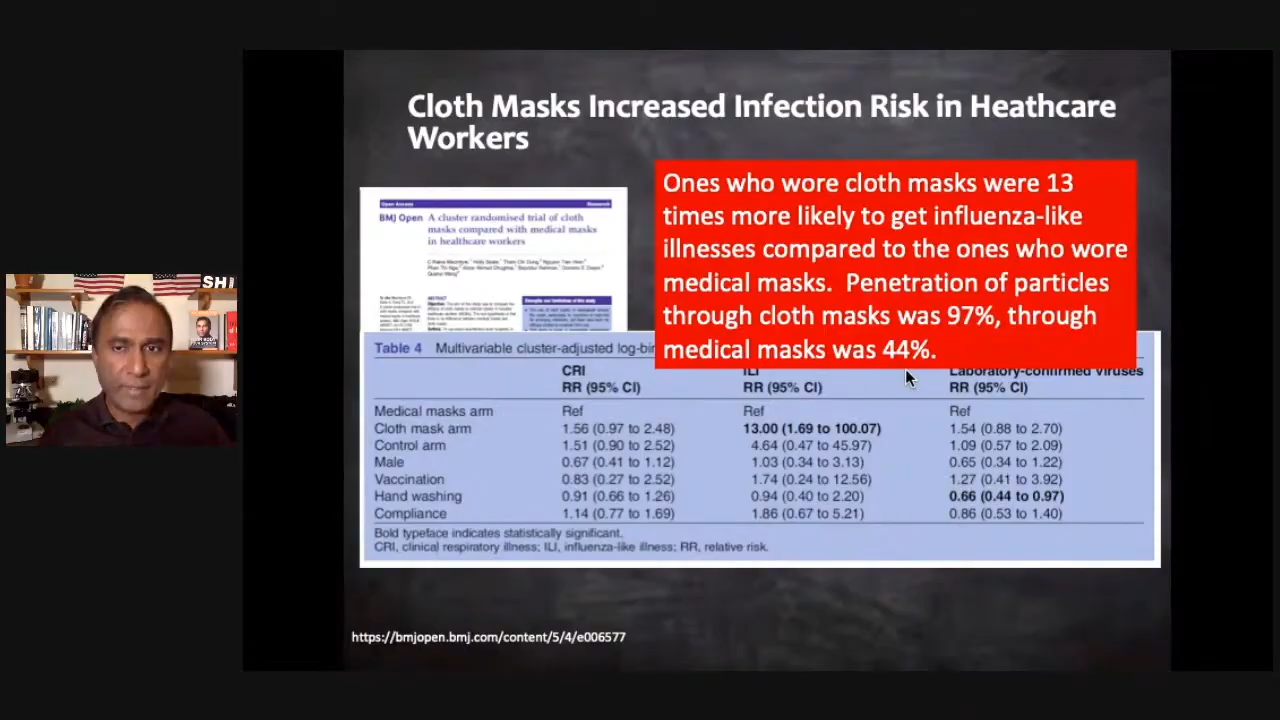 Cloth Masks Increased Infection Risk in Heathcare
Workers
Ones who wore cloth masks were 13
times more likely to get influenza-like
illnesses compared to the ones who wore
medical masks. Penetration of particles
through cloth masks was 97%, through
medical masks was 44%.
Open Access
Research
BMJ Open A cluster randomised trial of cloth
masks compared with medical masks
in healthcare workers
SHI
Table 4 Multivariable cluster-adjusted log-bin
CRI ILI Laboratory-confirmed viruses
RR (95% CI) RR (95% CI) RR (95% CI)
Medical masks arm Ref Ref Ref
Cloth mask arm 1.56 (0.97 to 2.48) 13.00 (1.69 to 100.07) 1.54 (0.88 to 2.70)
Control arm 1.51 (0.90 to 2.52) 4.64 (0.47 to 45.97) 1.09 (0.57 to 2.09)
Male 0.67 (0.41 to 1.12) 1.03 (0.34 to 3.13) 0.65 (0.34 to 1.22)
Vaccination 0.83 (0.27 to 2.52) 1.74 (0.24 to 12.56) 1.27 (0.41 to 3.92)
Hand washing 0.91 (0.66 to 1.26) 0.94 (0.40 to 2.20) 0.66 (0.44 to 0.97)
Compliance 1.14 (0.77 to 1.69) 1.86 (0.67 to 5.21) 0.86 (0.53 to 1.40)
Bold typeface indicates statistically significant.
CRI, clinical respiratory illness; ILI, influenza-like illness; RR, relative risk.
https://bmjopen.bmj.com/content/5/4/e006577